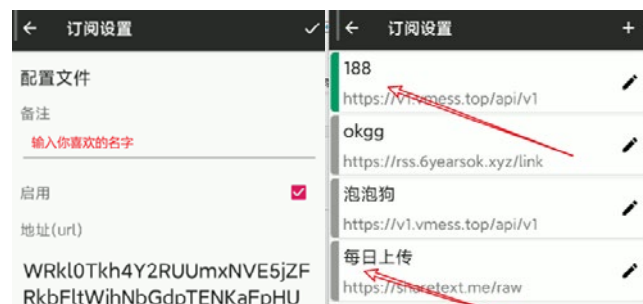 订阅设置
配置文件
备注
输入你喜欢的名字
启用
地址(url)
WRkl0Tkh4Y2RUUmxNVE5jZF
RkbFltWihNbGdpTENKaFpHU
订阅设置
188
https://v1.vmess.top/api/v1
okgg
https://rss.6yearsok.xyz/link
泡泡狗
https://v1.vmess.top/api/v1
每日上传
https://sharetext.me/raw